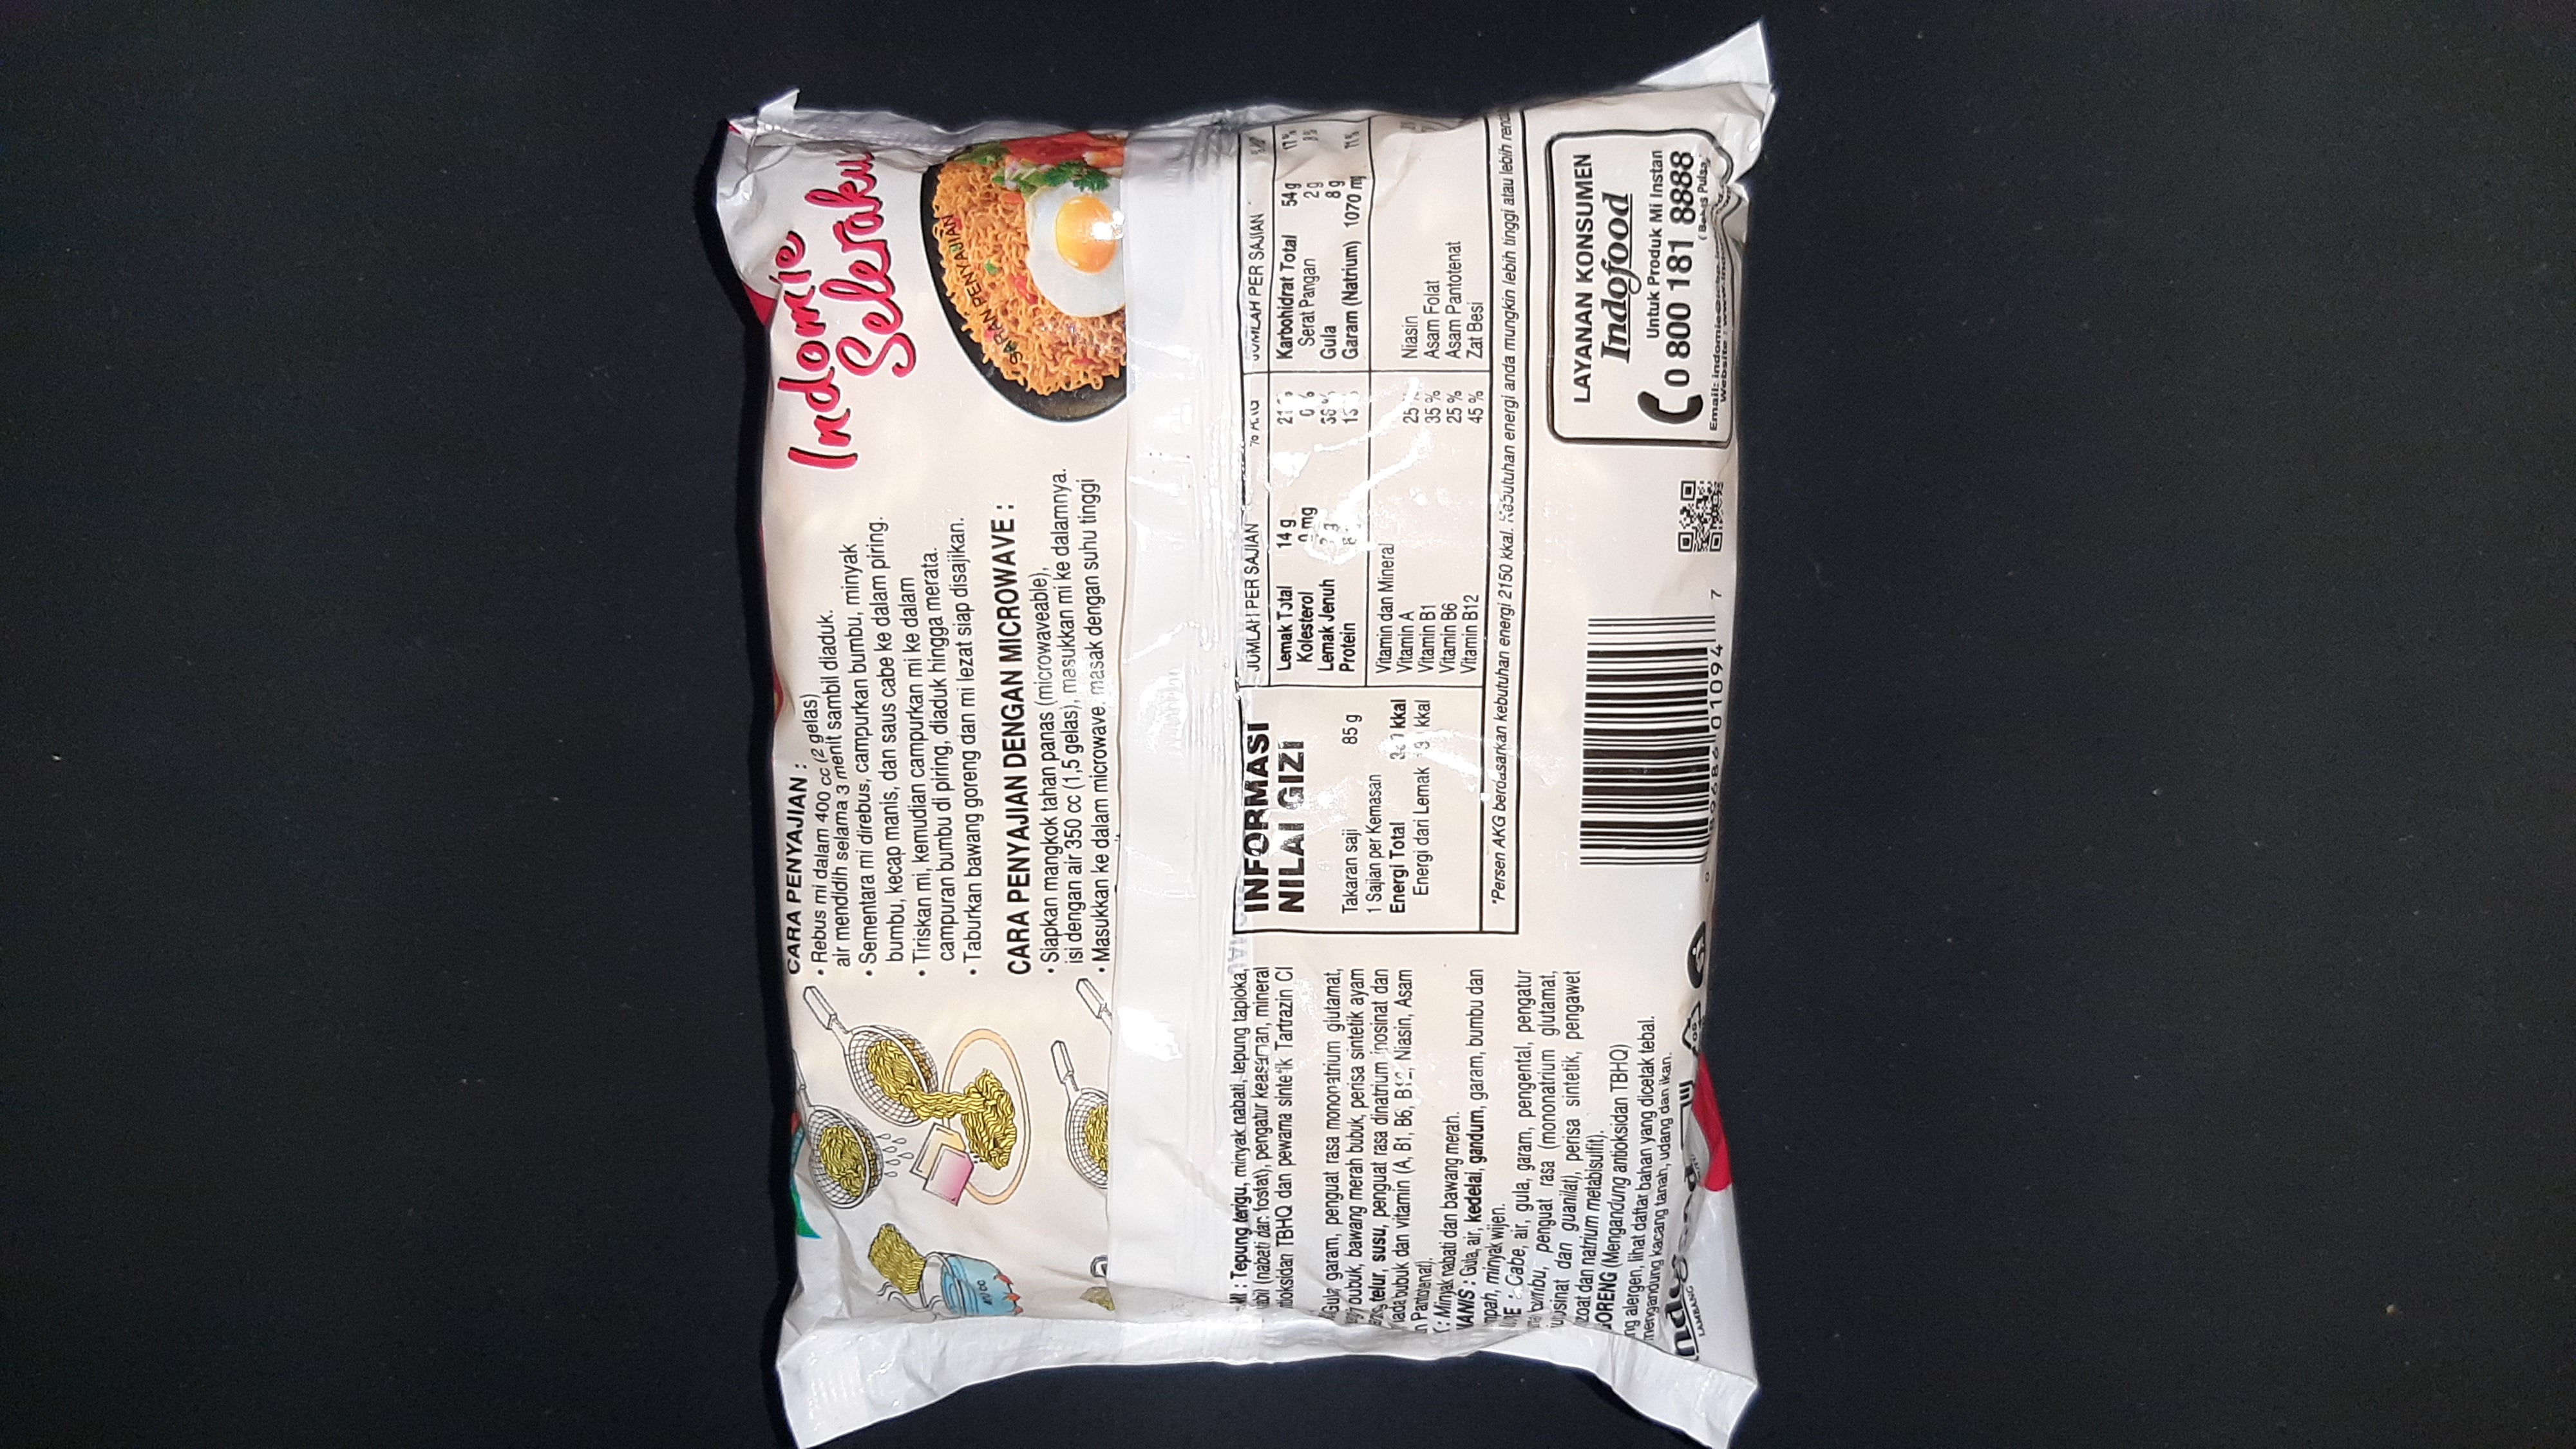 CARA PENYAJIAN :
• Rebus mi dalam 400 cc (2 gelas)
air mendidih selama 3 menit sambil diaduk.
• Sementara mi direbus, campurkan bumbu, minyak
bumbu, kecap manis, dan saus cabe ke dalam piring.
• Tiriskan mi, kemudian campurkan mi ke dalam
campuran bumbu di piring, diaduk hingga merata.
• Taburkan bawang goreng dan mi lezat siap disajikan.
CARA PENYAJIAN DENGAN MICROWAVE :
• Siapkan mangkok tahan panas (microwaveable),
isi dengan air 350 cc (1,5 gelas), masukkan mi ke dalamnya.
• Masukkan ke dalam microwave, masak dengan suhu tinggi
Indomie
Seleraku
SARAN PENYAJIAN
MI : Tepung terigu, minyak nabati, tepung tapioka,
(nabati dan fosfat), pengatur keasaman, mineral
TBHQ dan pewarna sintetik Tartrazin CI
Gula, garam, penguat rasa mononatrium glutamat,
bubuk, bawang merah bubuk, perisa sintetik ayam
telur, susu, penguat rasa dinatrium inosinat dan
lada bubuk dan vitamin (A, B1, B6, B12, Niasin, Asam
Pantotenat).
: Minyak nabati dan bawang merah.
MANIS : Gula, air, kedelai, gandum, garam, bumbu dan
minyak wijen.
: Cabe, air, gula, garam, pengental, pengatur
bumbu, penguat rasa (mononatrium glutamat,
dan guanilat), perisa sintetik, pengawet
dan natrium metabisulfit).
GORENG (Mengandung antioksidan TBHQ)
alergen, lihat daftar bahan yang dicetak tebal.
mengandung kacang tanah, udang dan ikan.
LAMBANG
INFORMASI
NILAI GIZI
Takaran saji 85 g
1 Sajian per Kemasan
Energi Total kkal
Energi dari Lemak kkal
JUMLAH PER SAJIAN % AKG
Lemak Total 14 g 21 %
Kolesterol 0 mg 0 %
Lemak Jenuh
Protein
Vitamin dan Mineral
Vitamin A 25 %
Vitamin B1 35 %
Vitamin B6 25 %
Vitamin B12 45 %
JUMLAH PER SAJIAN
Karbohidrat Total 54 g 17 %
Serat Pangan 2 g 8 %
Gula 8 g
Garam (Natrium) 1070 mg 71 %
Niasin
Asam Folat
Asam Pantotenat
Zat Besi
*Persen AKG berdasarkan kebutuhan energi 2150 kkal. Kebutuhan energi anda mungkin lebih tinggi atau lebih
01094 7
LAYANAN KONSUMEN
Indofood
Untuk Produk Mi Instan
0 800 181 8888
(Bebas Pulsa)
Email:
Website :